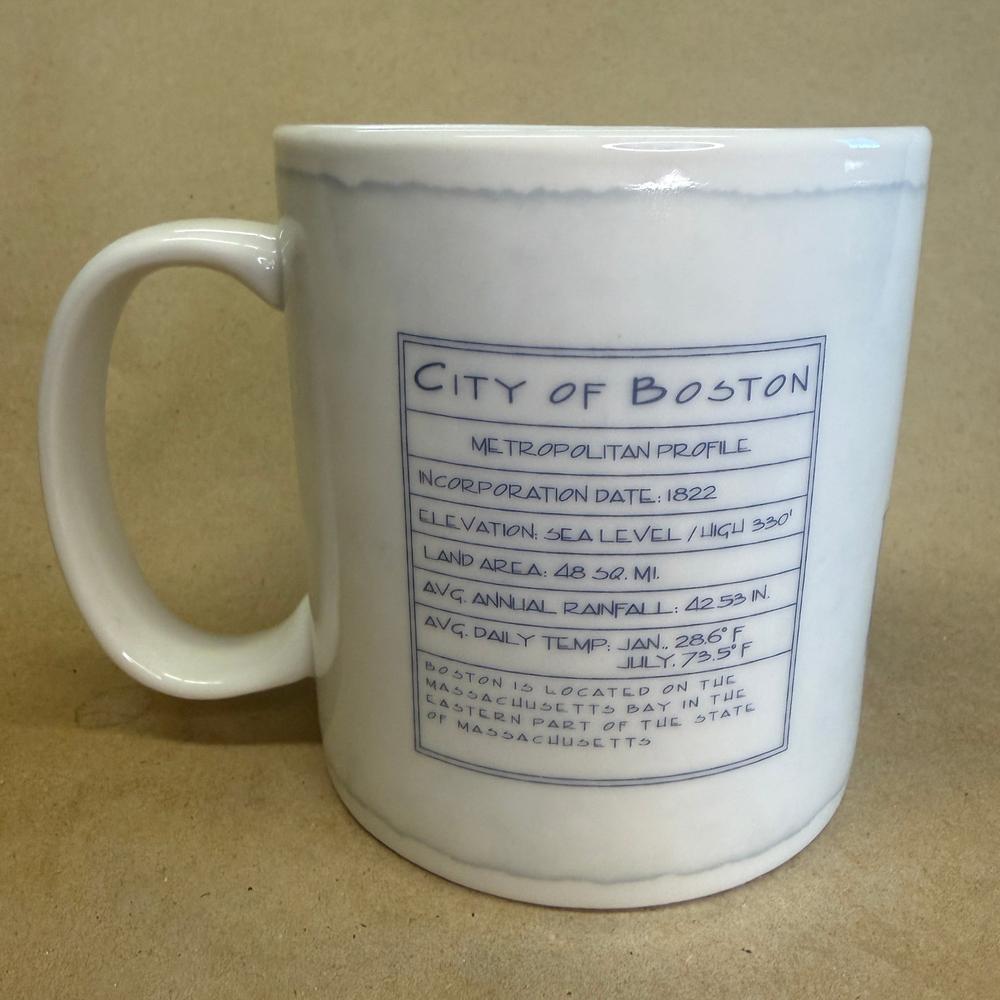 CITY OF BOSTON
METROPOLITAN PROFILE
INCORPORATION DATE: 1822
ELEVATION: SEA LEVEL / HIGH 330'
LAND AREA: 48 SQ. MI.
AVG. ANNUAL RAINFALL: 42.53 IN.
AVG. DAILY TEMP: JAN., 28.6° F
JULY, 73.5° F
BOSTON IS LOCATED ON THE
MASSACHUSETTS BAY IN THE
EASTERN PART OF THE STATE
OF MASSACHUSETTS